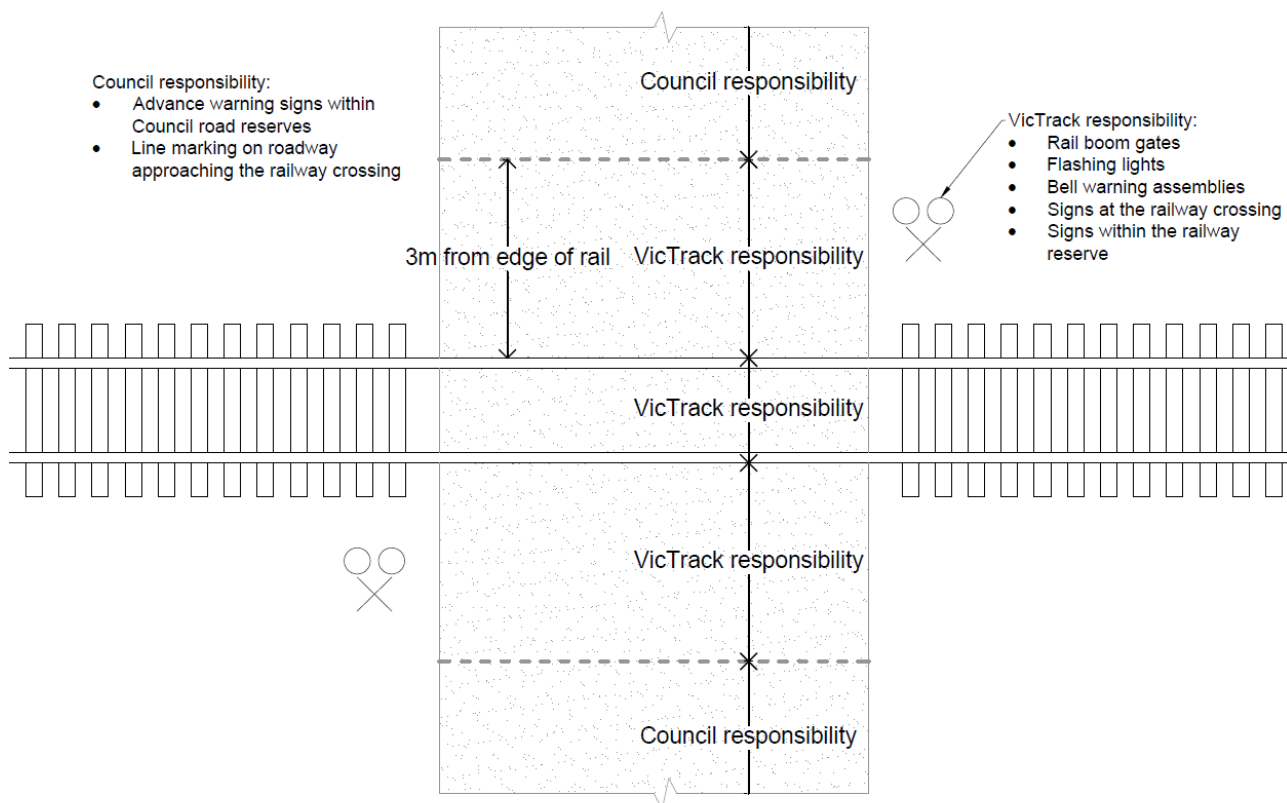 Council responsibility:
• Advance warning signs within
Council road reserves
• Line marking on roadway
approaching the railway crossing
Council responsibility
VicTrack responsibility:
• Rail boom gates
• Flashing lights
• Bell warning assemblies
• Signs at the railway crossing
• Signs within the railway
reserve
3m from edge of rail
VicTrack responsibility
VicTrack responsibility
VicTrack responsibility
Council responsibility